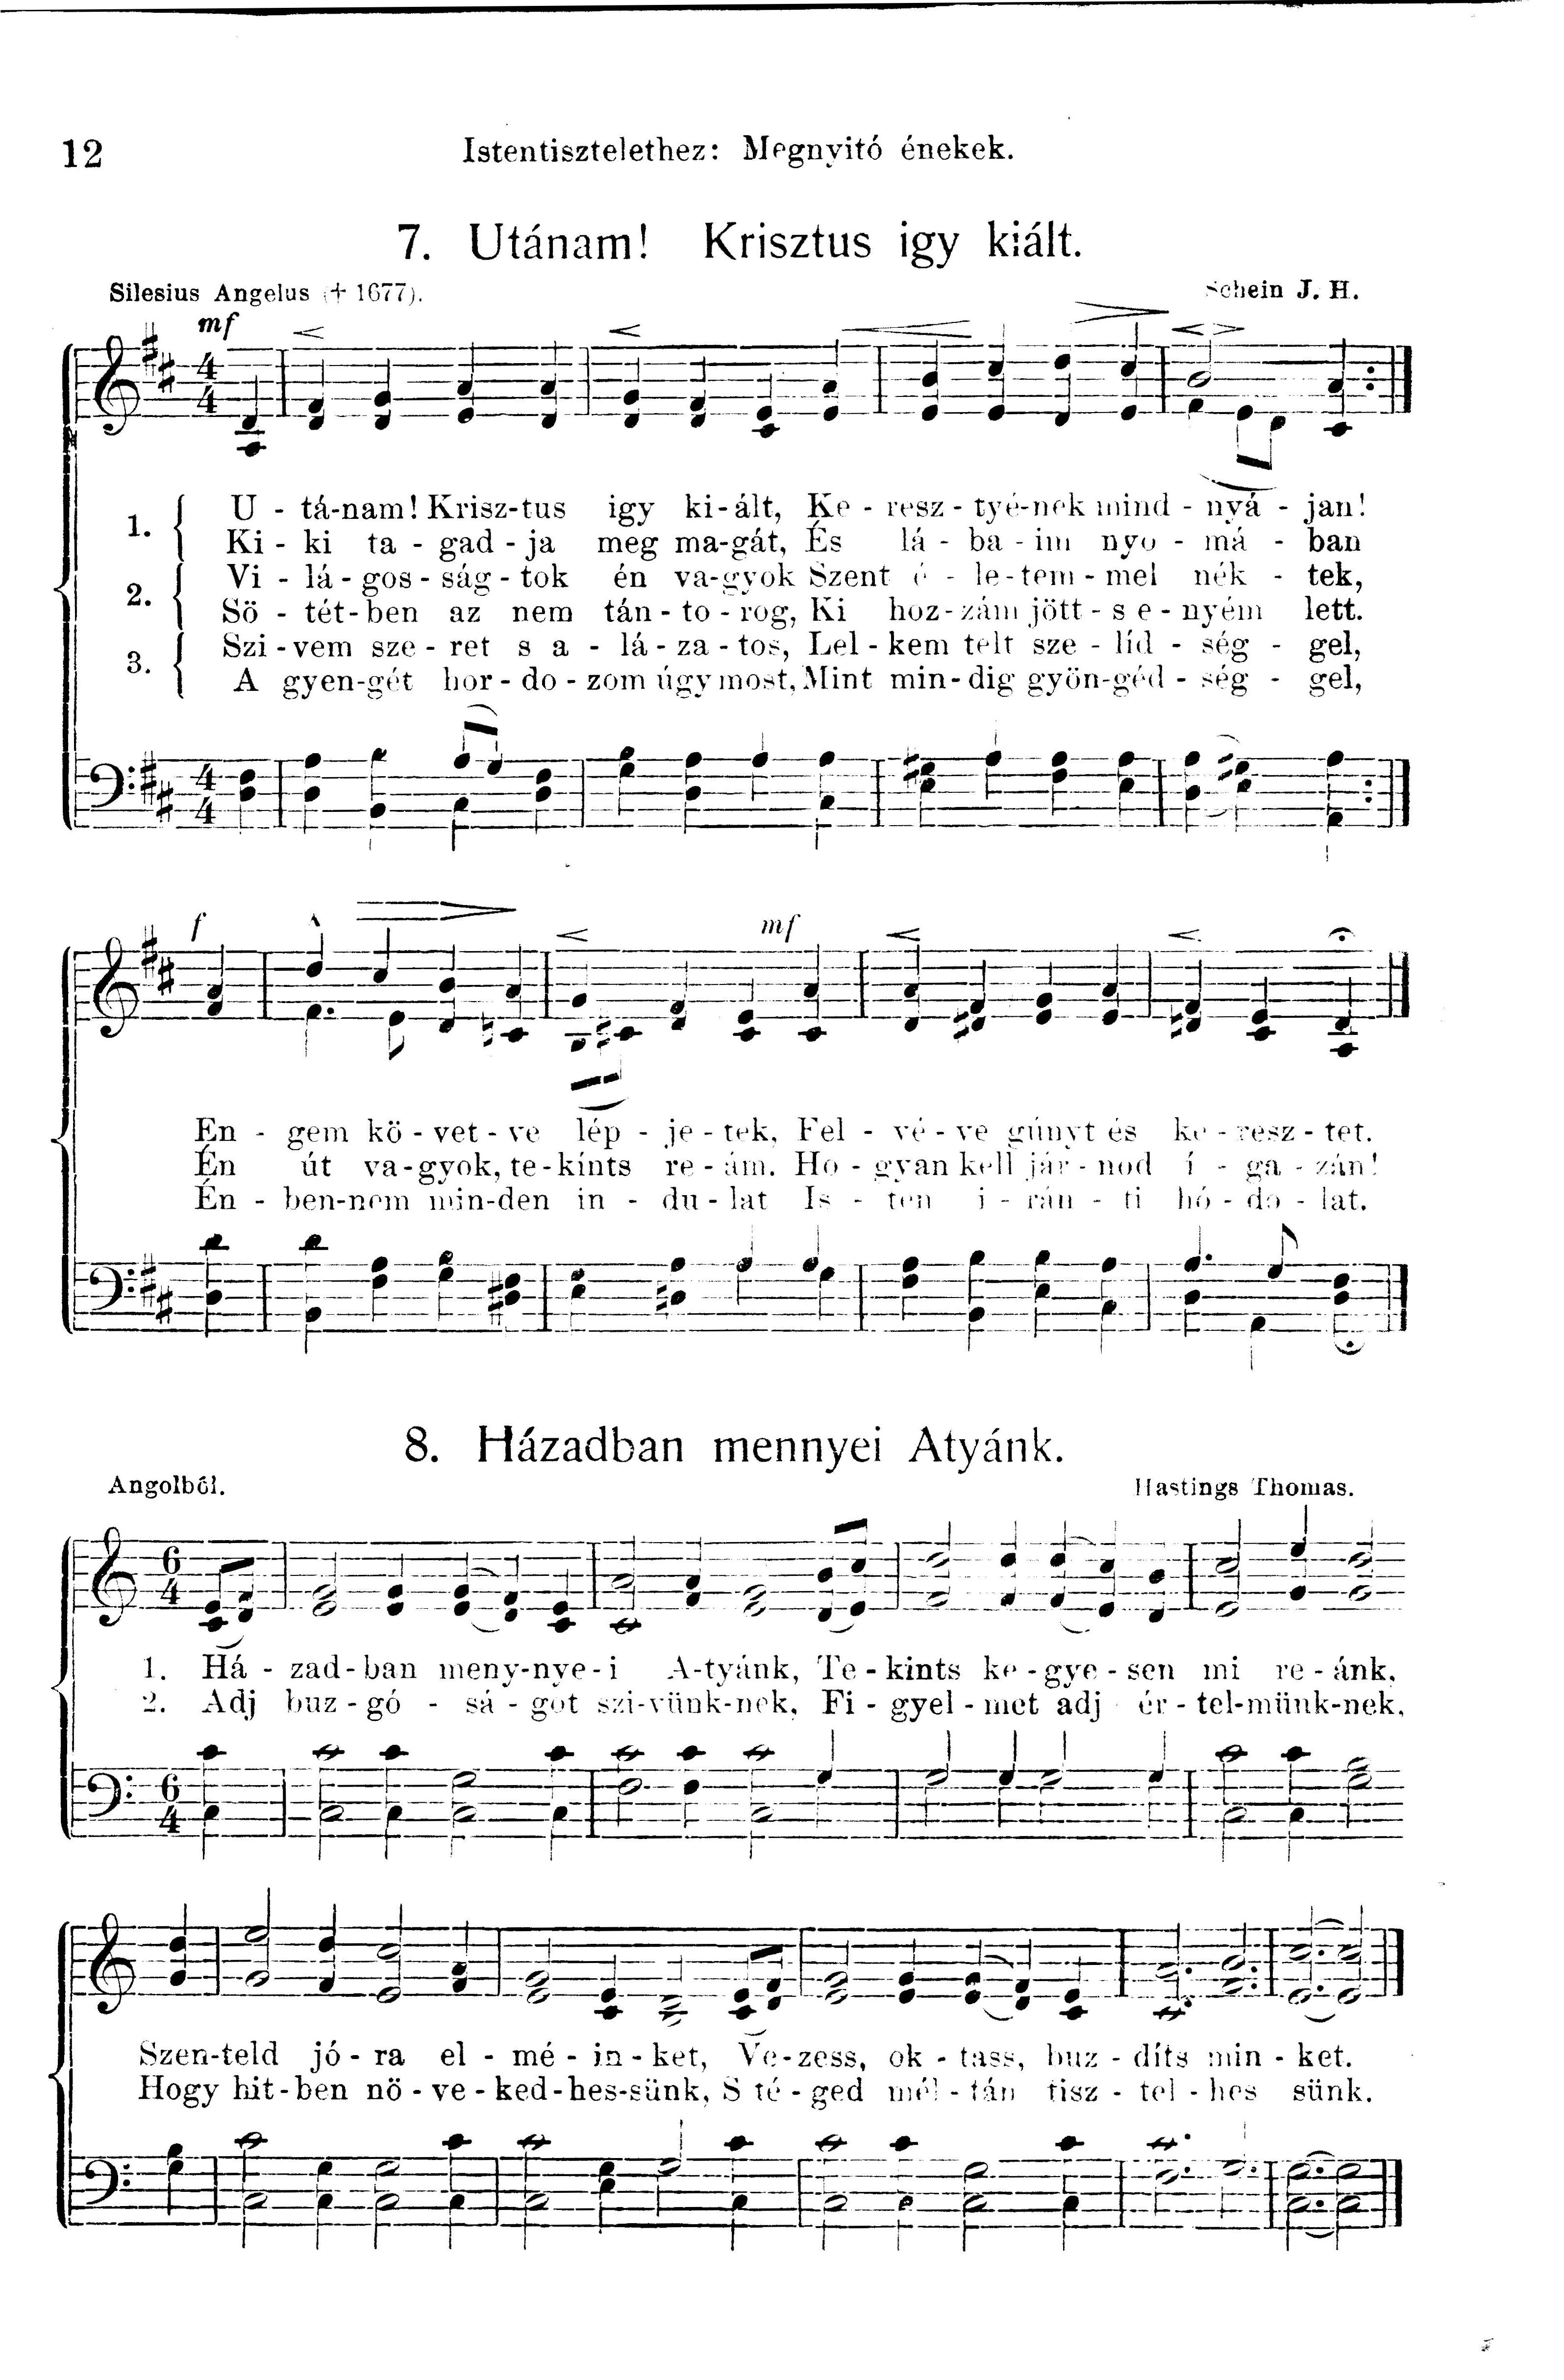 12
Istentisztelethez: Megnyitó énekek.
7. Utánam! Krisztus igy kiált.
Silesius Angelus († 1677).
Schein J. H.
mf
4
4
1. U - tá-nam! Krisz-tus igy ki-ált, Ke - resz - tyé-nek mind - nyá - jan!
Ki - ki ta - gad - ja meg ma-gát, És lá - ba - im nyo - má - ban
2. Vi - lá - gos - ság - tok én va-gyok Szent é - le-tem - mel nék - tek,
Sö - tét-ben az nem tán - to - rog, Ki hoz-zám jött - s e - nyém lett.
3. Szi - vem sze - ret s a - lá - za - tos, Lel - kem telt sze - líd - ség - gel,
A gyen-gét hor - do - zom úgy most, Mint min - dig gyön-géd - ség - gel,
4
4
f
mf
En - gem kö - vet - ve lép - je - tek, Fel - vé - ve gúnyt és ke - resz - tet.
Én út va-gyok, te-kínts re - ám. Ho - gyan kell jár - nod í - ga - zán!
Én - ben-nem min-den in - du - lat Is - ten i - rán - ti hó - do - lat.
8. Házadban mennyei Atyánk.
Angolból.
Hastings Thomas.
6
4
1. Há - zad - ban meny-nye - i A-tyánk, Te - kints ke - gye - sen mi re - ánk.
2. Adj buz - gó - sá - got szi-vünk-nek, Fi - gyel - met adj ér - tel-münk-nek,
6
4
Szen-teld jó - ra el - mé - in - ket, Ve-zess, ok - tass, buz - díts min - ket.
Hogy hit - ben nö - ve - ked-hes-sünk, S té - ged mél - tán tisz - tel - hes sünk.